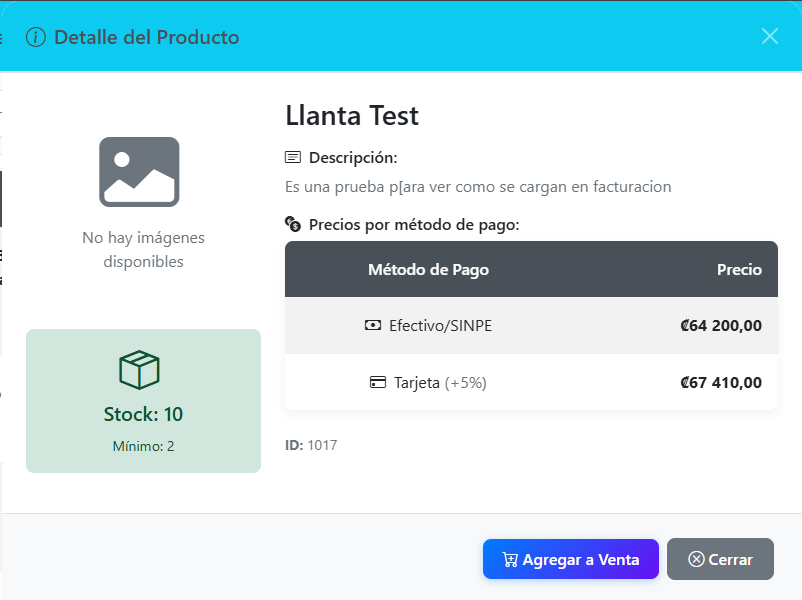 Detalle del Producto
Llanta Test
Descripción:
Es una prueba p[ara ver como se cargan en facturacion
Precios por método de pago:
Método de Pago Precio
Efectivo/SINPE ₡64 200,00
Tarjeta (+5%) ₡67 410,00
ID: 1017
No hay imágenes
disponibles
Stock: 10
Mínimo: 2
Agregar a Venta
Cerrar